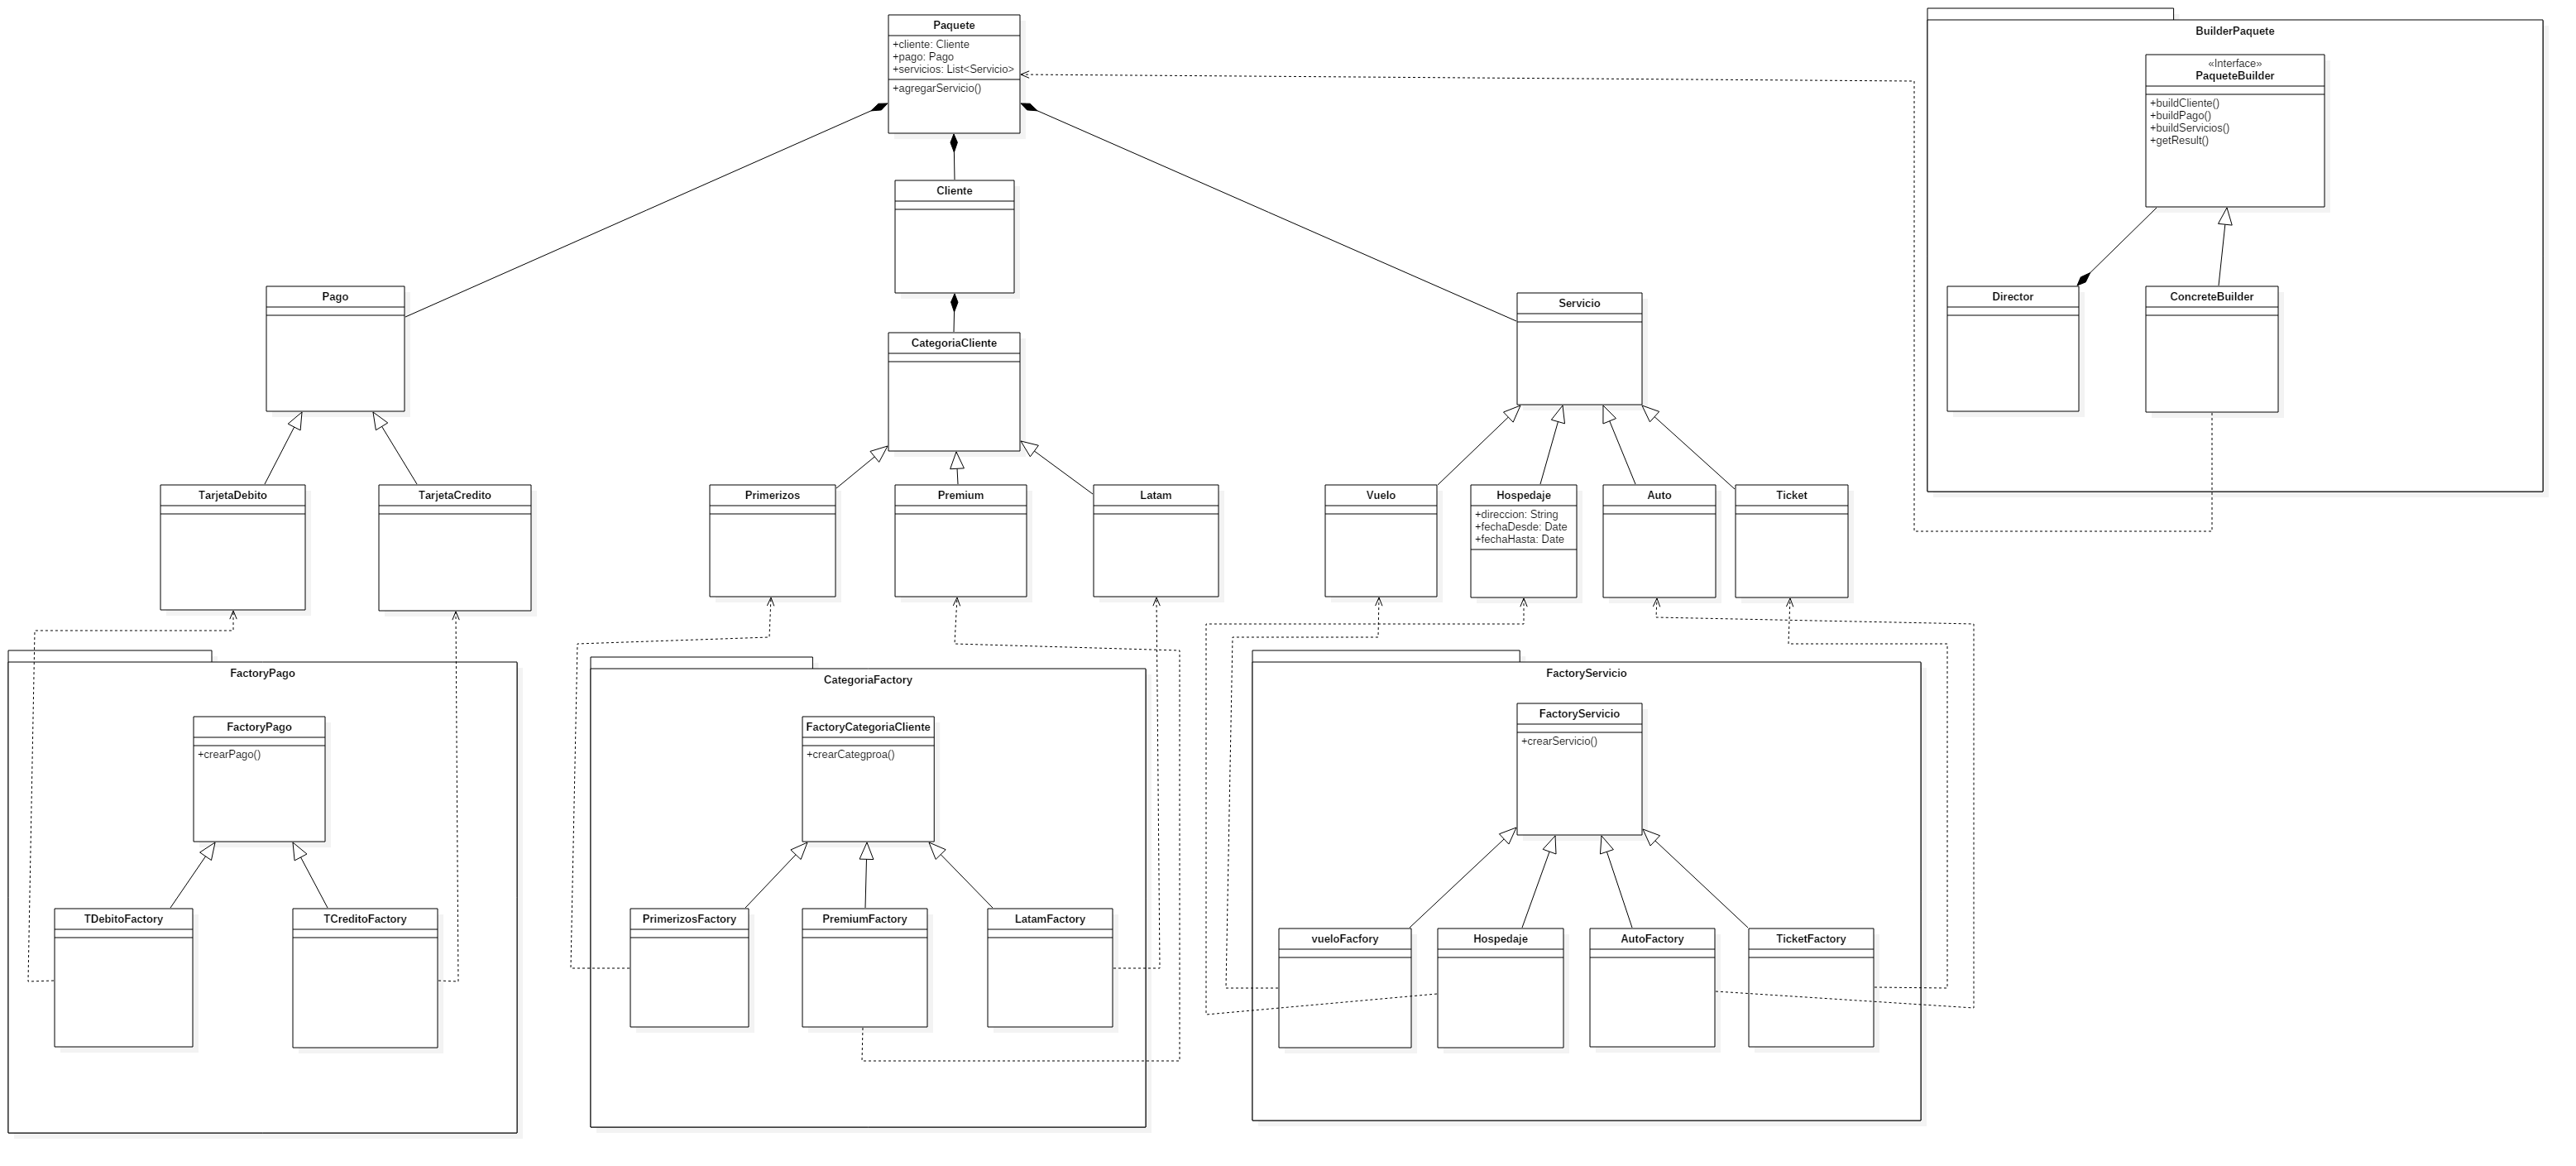 Paquete
+cliente: Cliente
+pago: Pago
+servicios: List<Servicio>
+agregarServicio()
BuilderPaquete
«Interface»
PaqueteBuilder
+buildCliente()
+buildPago()
+buildServicios()
+getResult()
Director
ConcreteBuilder
Cliente
Pago
CategoriaCliente
Servicio
TarjetaDebito
TarjetaCredito
Primerizos
Premium
Latam
Vuelo
Hospedaje
+direccion: String
+fechaDesde: Date
+fechaHasta: Date
Auto
Ticket
FactoryPago
FactoryPago
+crearPago()
TDebitoFactory
TCreditoFactory
CategoriaFactory
FactoryCategoriaCliente
+crearCategproa()
PrimerizosFactory
PremiumFactory
LatamFactory
FactoryServicio
FactoryServicio
+crearServicio()
vueloFacfory
Hospedaje
AutoFactory
TicketFactory